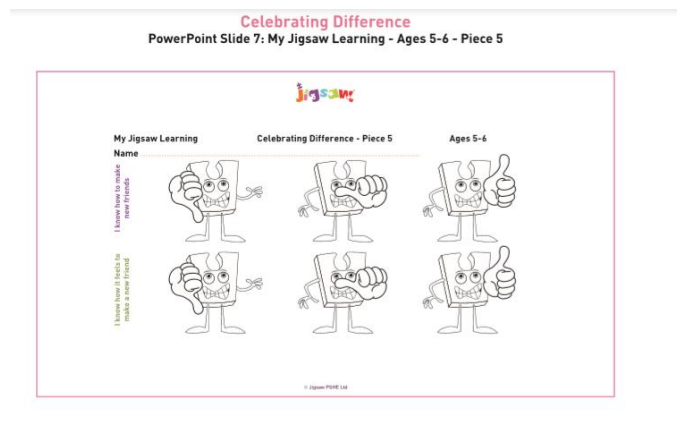 Celebrating Difference
PowerPoint Slide 7: My Jigsaw Learning - Ages 5-6 - Piece 5
jigsaw
My Jigsaw Learning Celebrating Difference - Piece 5 Ages 5-6
Name
I know how to make
new friends
I know how it feels to
make a new friend
© Jigsaw PSHE Ltd